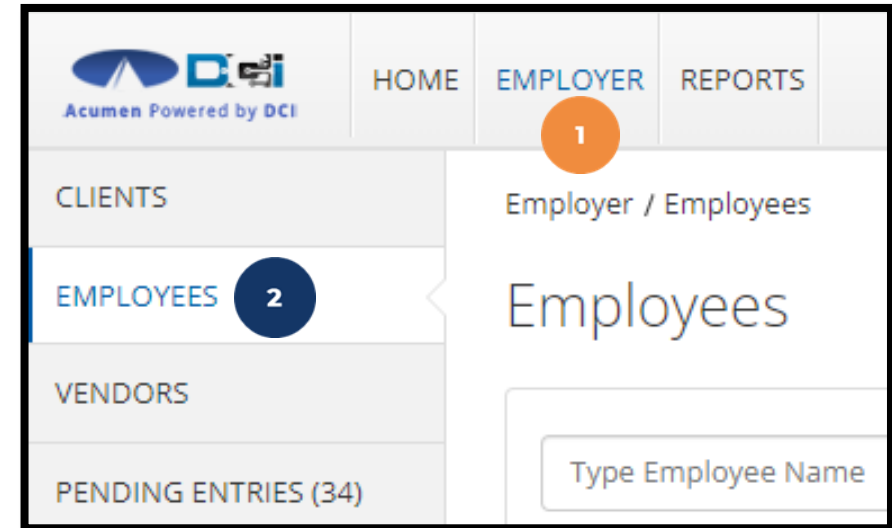 DCi
Acumen Powered by DCI
HOME EMPLOYER REPORTS
1
CLIENTS
Employer / Employees
EMPLOYEES 2
Employees
VENDORS
Type Employee Name
PENDING ENTRIES (34)